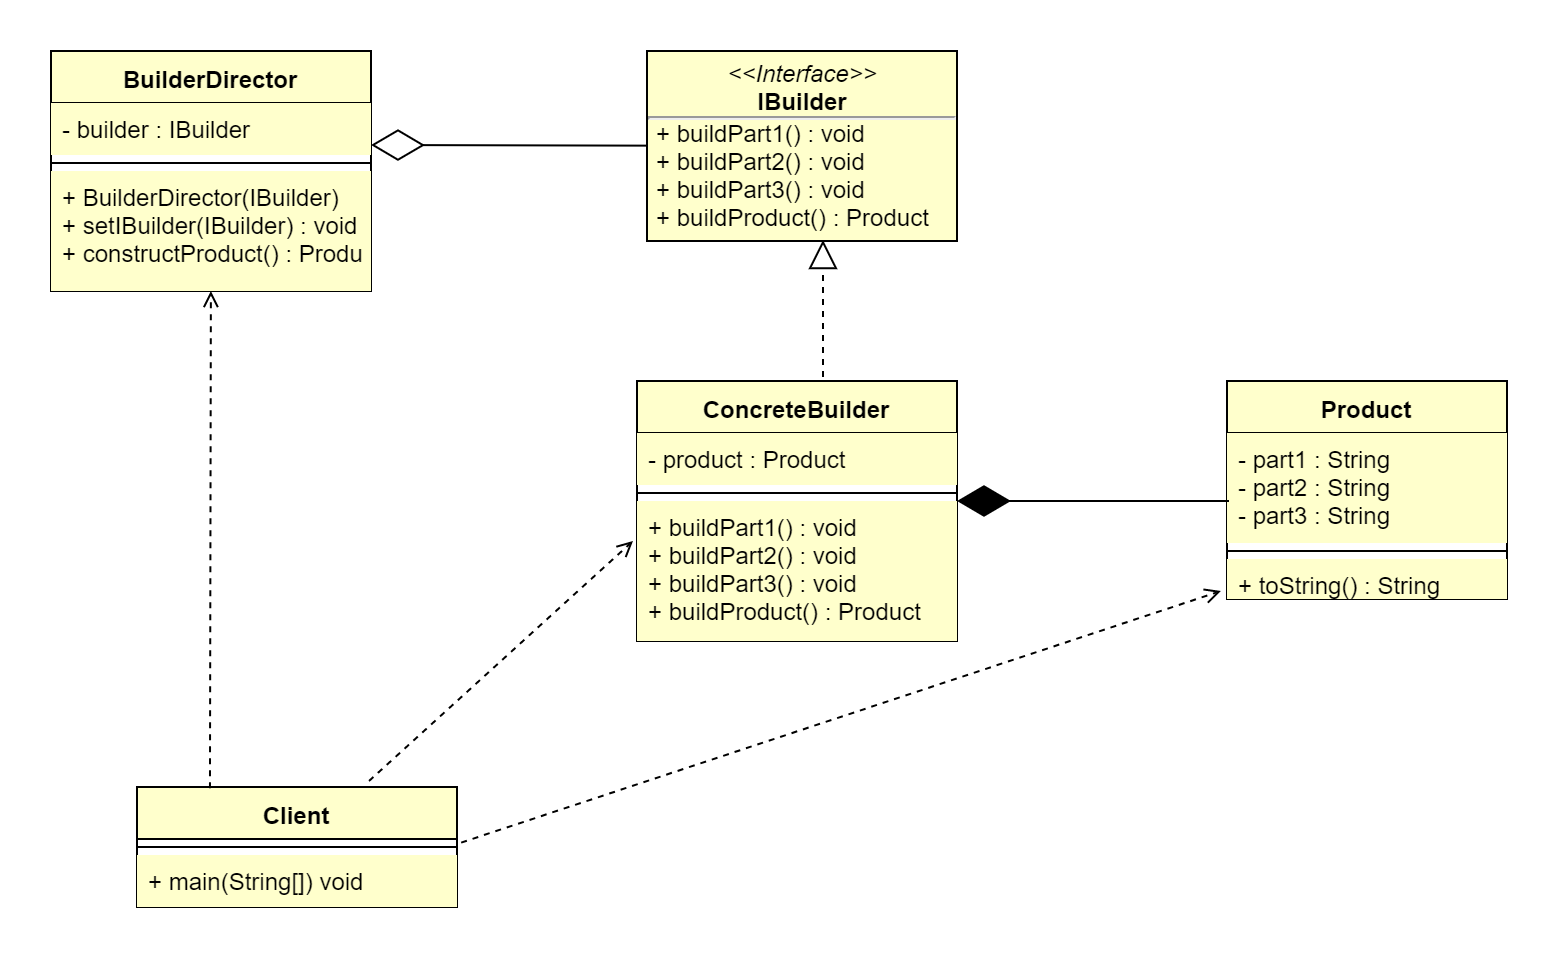 BuilderDirector
- builder : IBuilder
+ BuilderDirector(IBuilder)
+ setIBuilder(IBuilder) : void
+ constructProduct() : Produ
<<Interface>>
IBuilder
+ buildPart1() : void
+ buildPart2() : void
+ buildPart3() : void
+ buildProduct() : Product
ConcreteBuilder
- product : Product
+ buildPart1() : void
+ buildPart2() : void
+ buildPart3() : void
+ buildProduct() : Product
Product
- part1 : String
- part2 : String
- part3 : String
+ toString() : String
Client
+ main(String[]) void